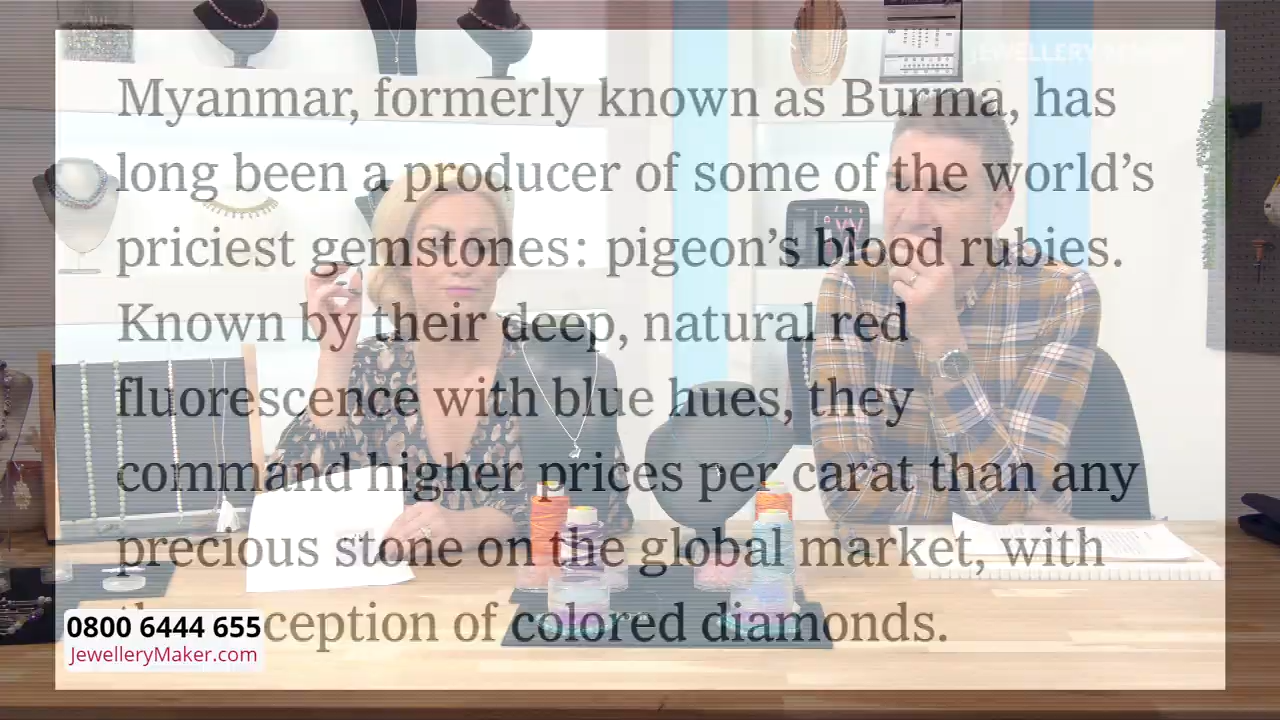 JEWELLERY
Myanmar, formerly known as Burma, has
long been a producer of some of the world’s
priciest gemstones: pigeon’s blood rubies.
Known by their deep, natural red
fluorescence with blue hues, they
command higher prices per carat than any
precious stone on the global market, with
ception of colored diamonds.
0800 6444 655
JewelleryMaker.com